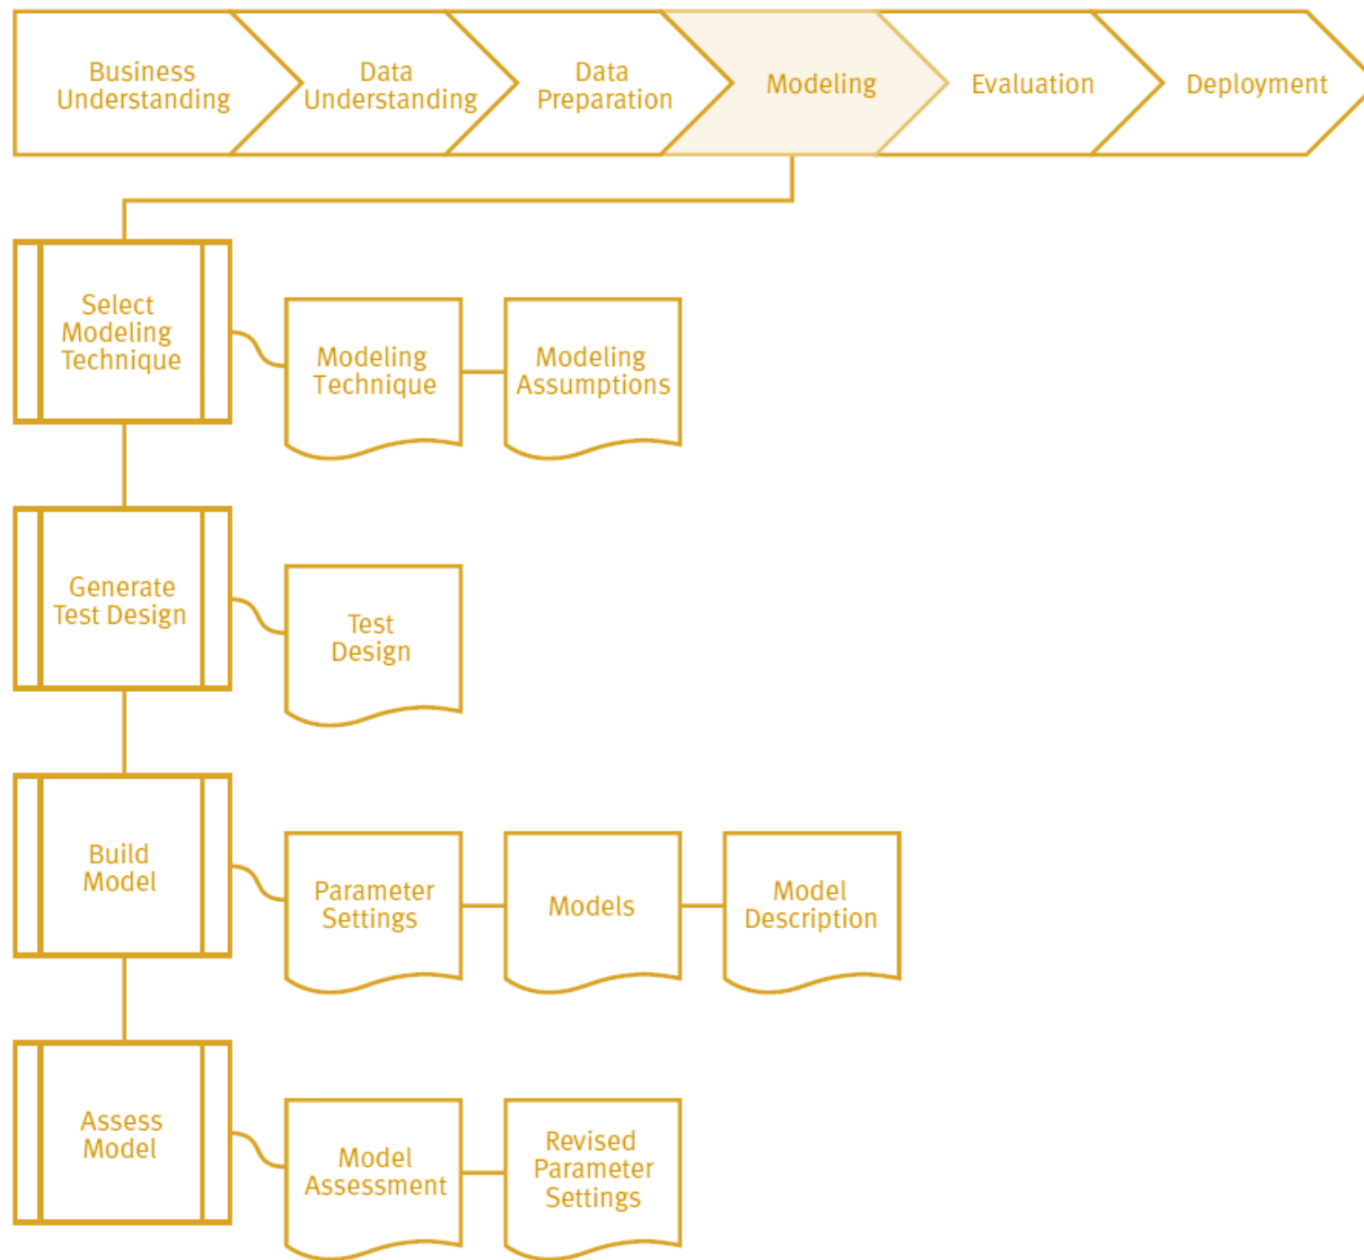 Business
Understanding
Data
Understanding
Data
Preparation
Modeling
Evaluation
Deployment
Select
Modeling
Technique
Modeling
Technique
Modeling
Assumptions
Generate
Test Design
Test
Design
Build
Model
Parameter
Settings
Models
Model
Description
Assess
Model
Model
Assessment
Revised
Parameter
Settings